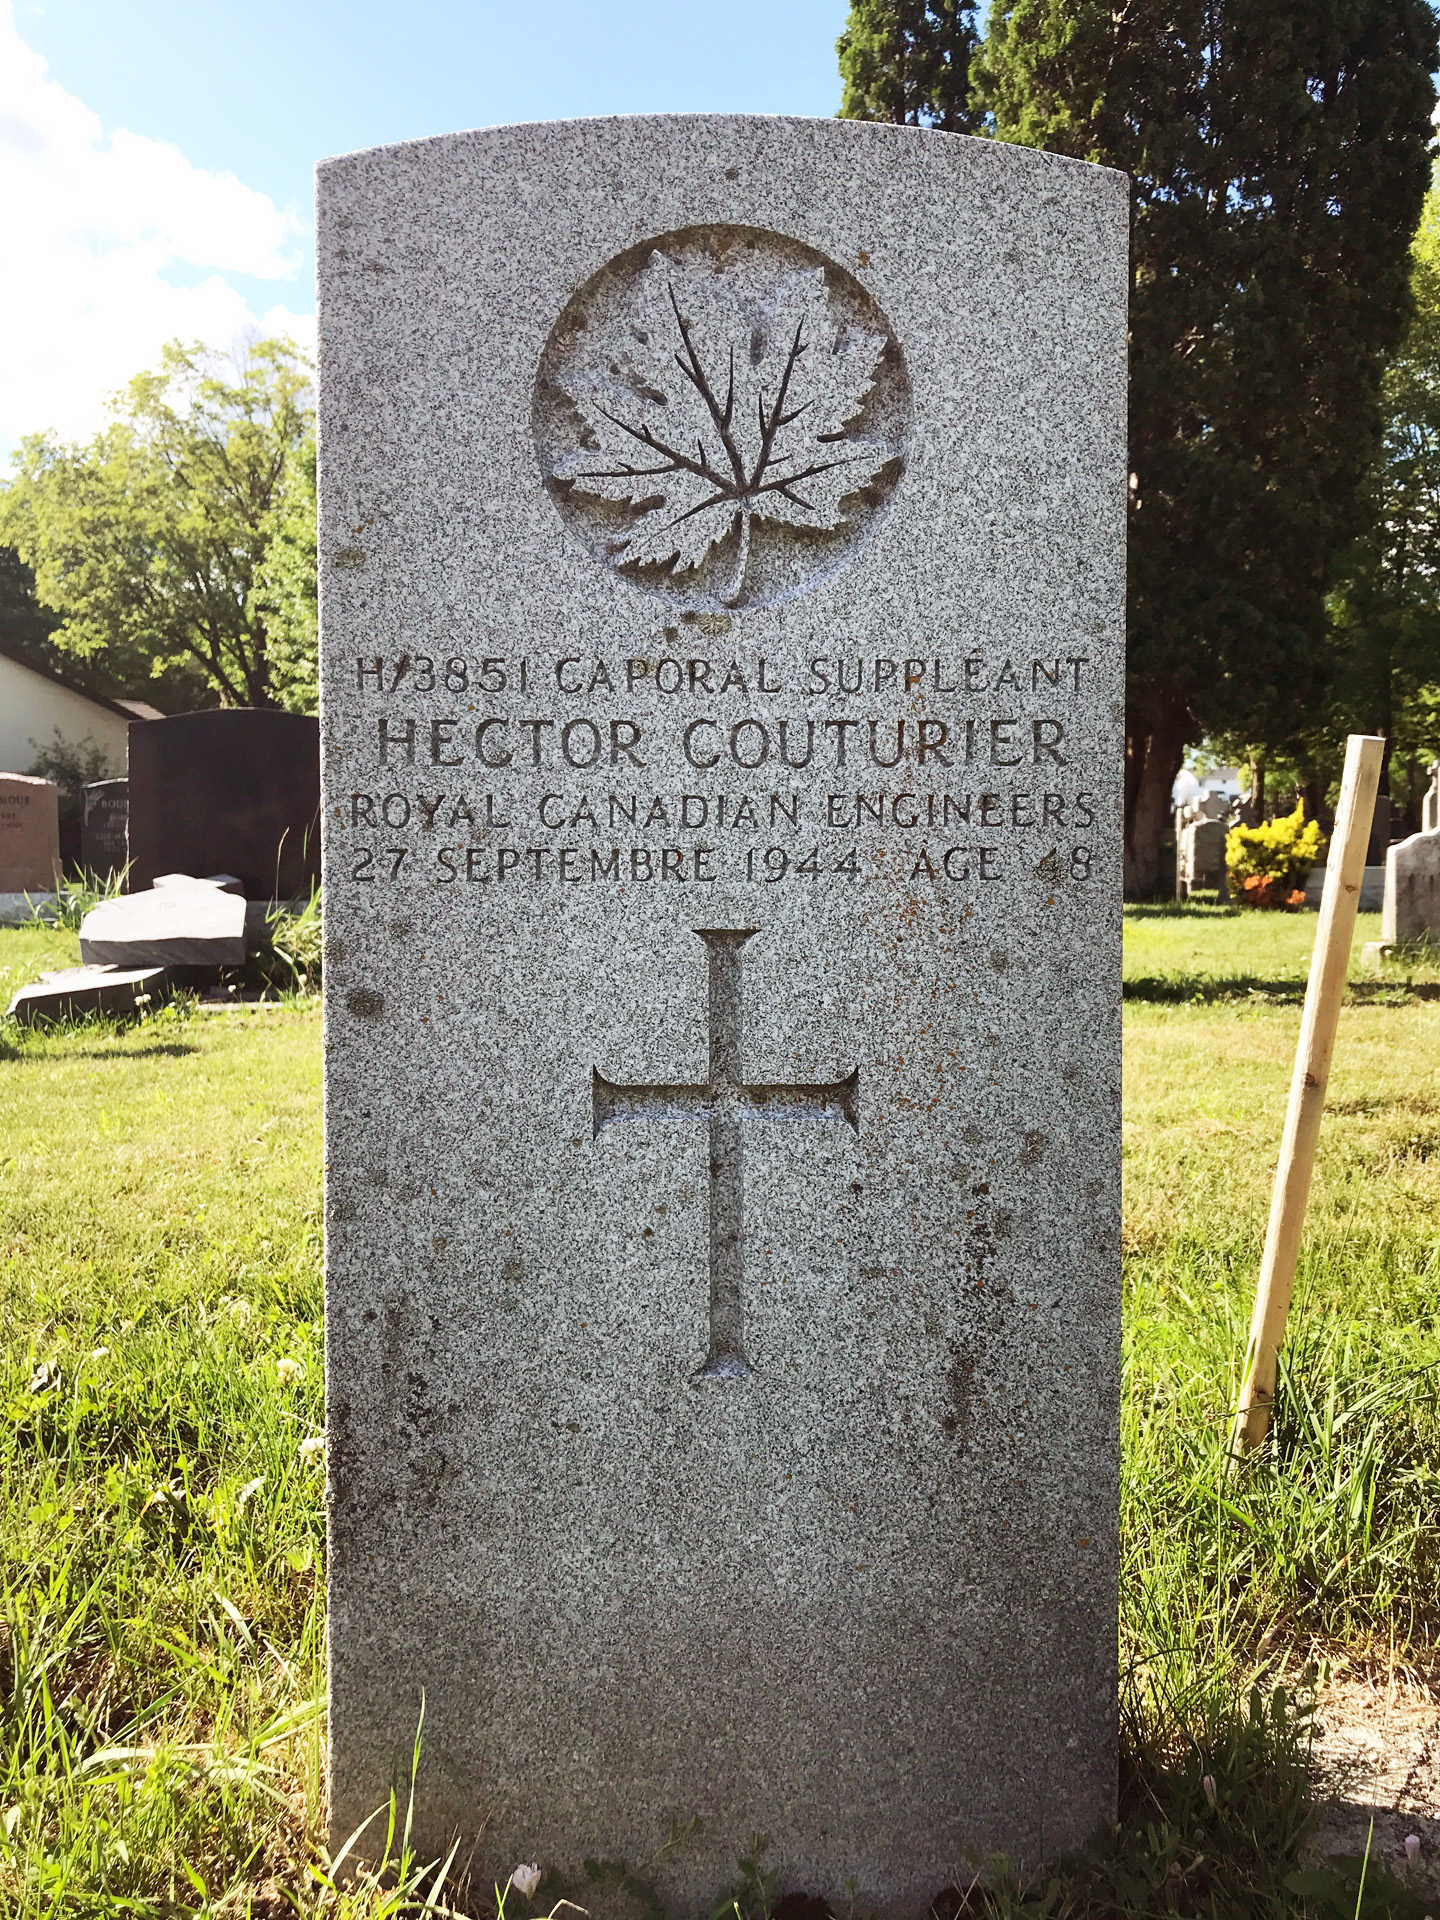 H/3851 CAPORAL SUPPLÉANT
HECTOR COUTURIER
ROYAL CANADIAN ENGINEERS
27 SEPTEMBRE 1944 AGE 48